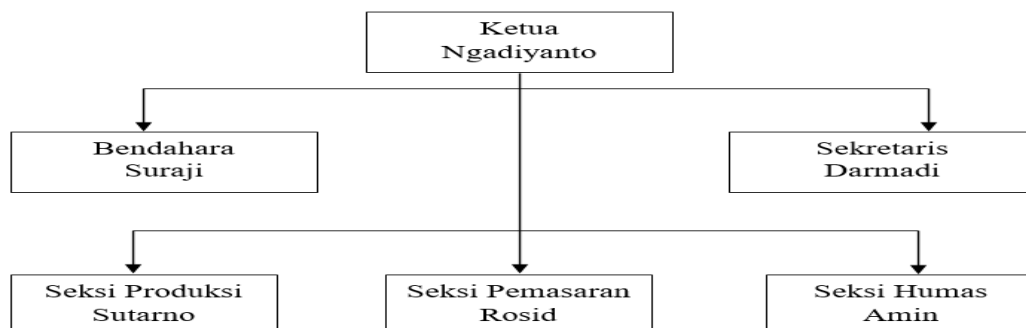 Ketua
Ngadiyanto
Bendahara
Suraji
Sekretaris
Darmadi
Seksi Produksi
Sutarno
Seksi Pemasaran
Rosid
Seksi Humas
Amin